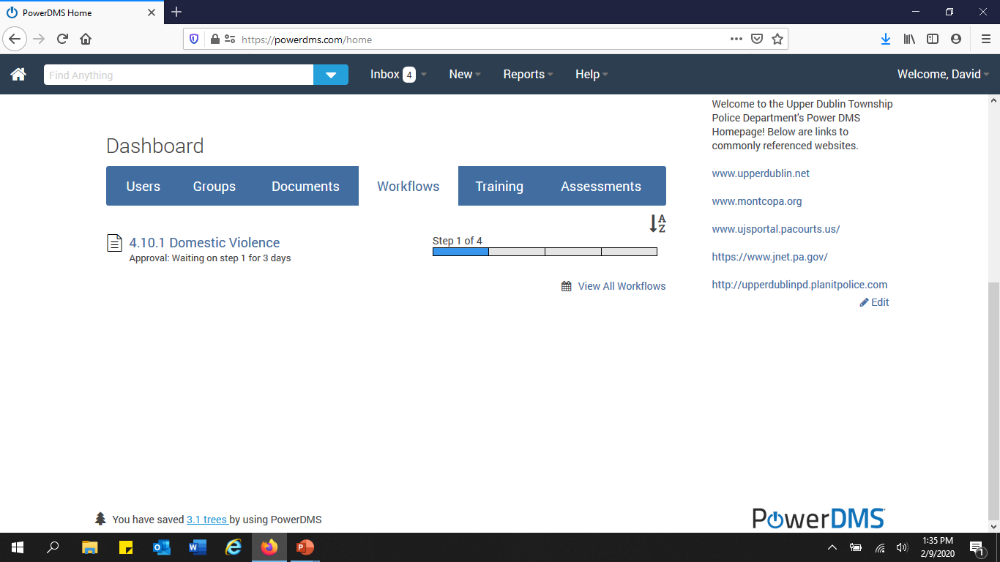 PowerDMS Home
https://powerdms.com/home
Find Anything
Inbox 4
New
Reports
Help
Welcome, David
Welcome to the Upper Dublin Township
Police Department's Power DMS
Homepage! Below are links to
commonly referenced websites.
www.upperdublin.net
www.montcopa.org
www.ujsportal.pacourts.us/
https://www.jnet.pa.gov/
http://upperdublinpd.planitpolice.com
Edit
Dashboard
Users
Groups
Documents
Workflows
Training
Assessments
A
Z
4.10.1 Domestic Violence
Approval: Waiting on step 1 for 3 days
Step 1 of 4
View All Workflows
You have saved 3.1 trees by using PowerDMS
PowerDMS
1:35 PM
2/9/2020
1